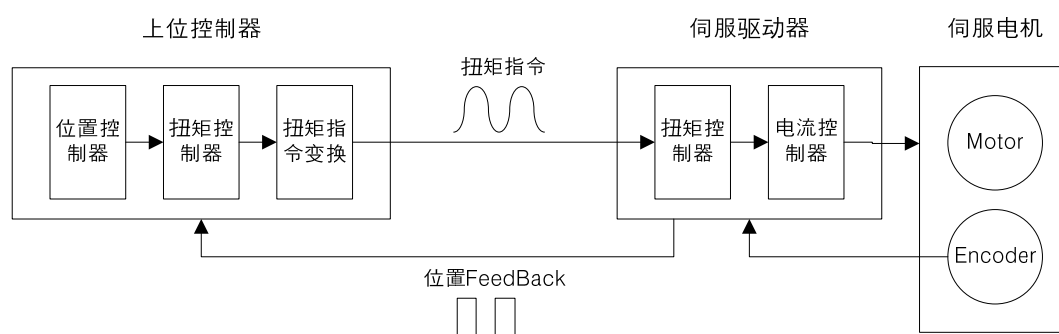 上位控制器
伺服驱动器
伺服电机
扭矩指令
位置控
制器
扭矩控
制器
扭矩指
令变换
扭矩控
制器
电流控
制器
Motor
Encoder
位置FeedBack